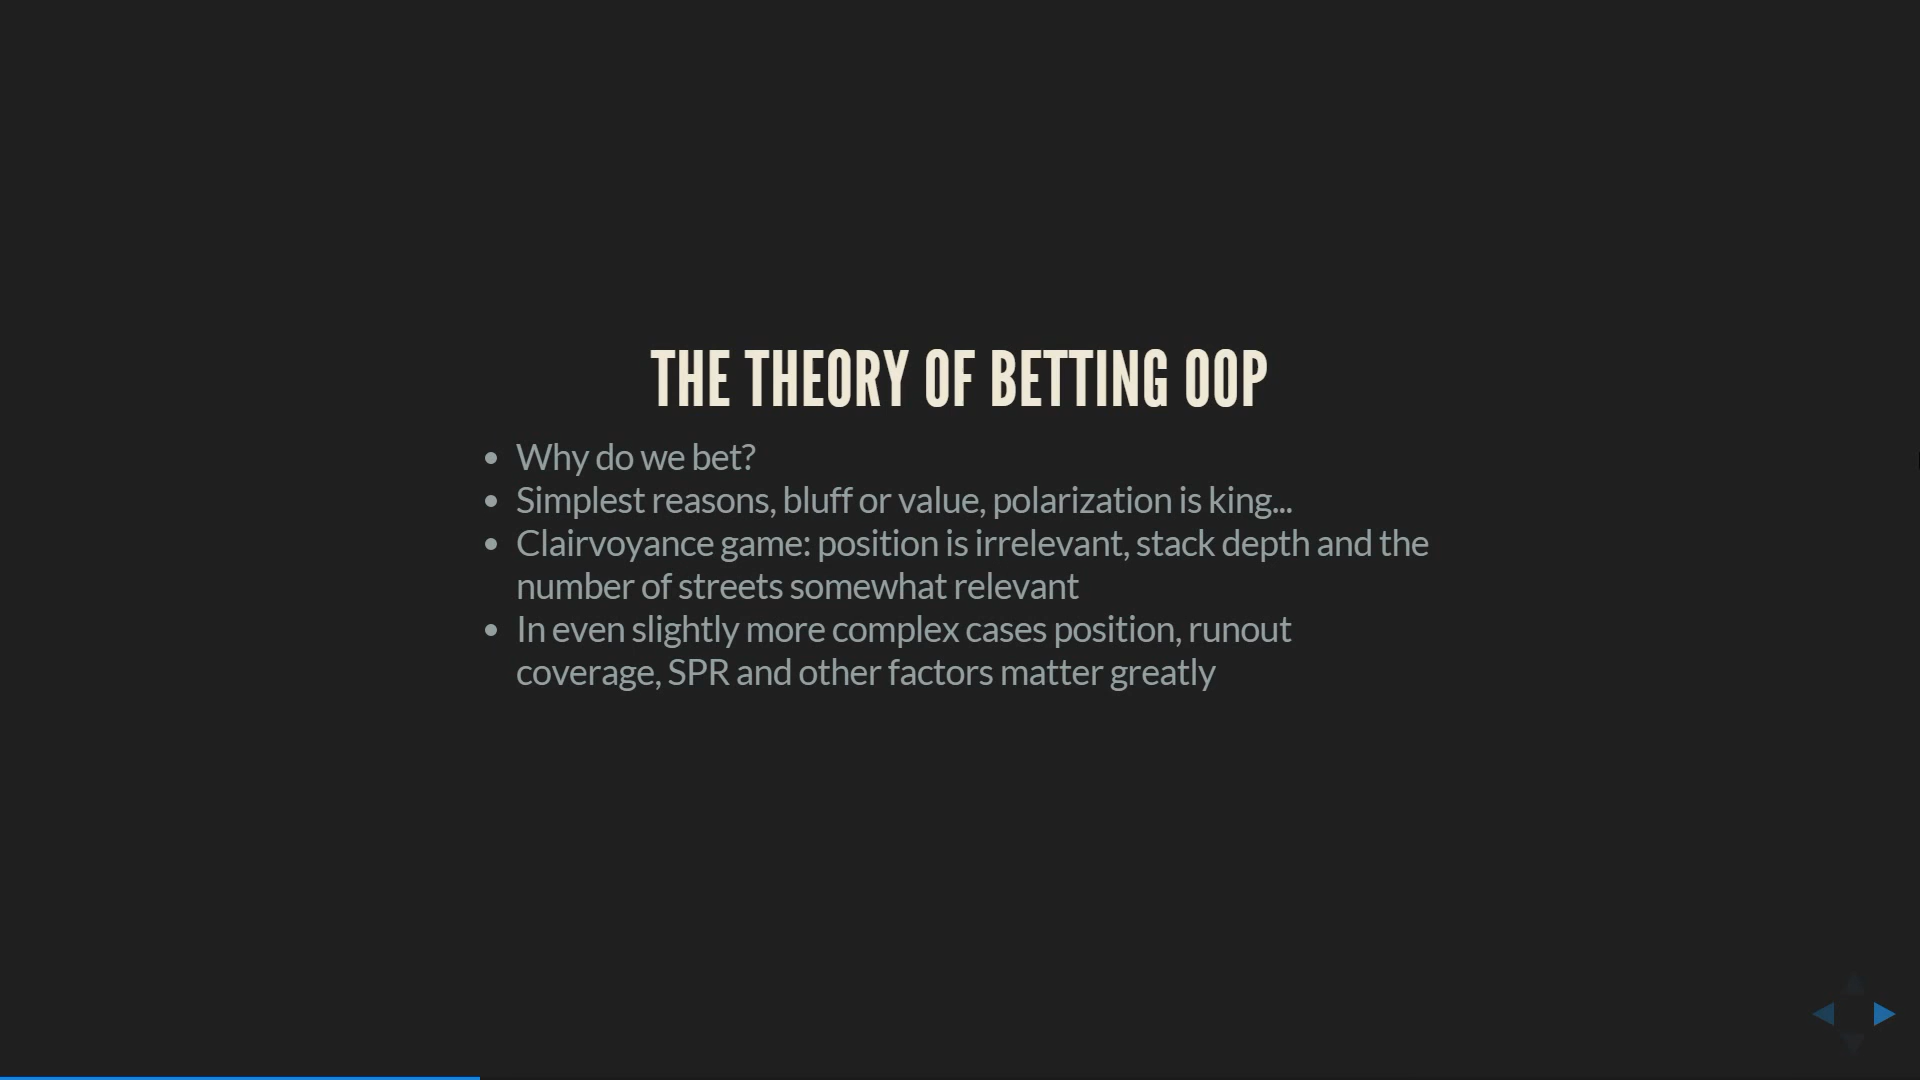 THE THEORY OF BETTING OOP
• Why do we bet?
• Simplest reasons, bluff or value, polarization is king...
• Clairvoyance game: position is irrelevant, stack depth and the
number of streets somewhat relevant
• In even slightly more complex cases position, runout
coverage, SPR and other factors matter greatly